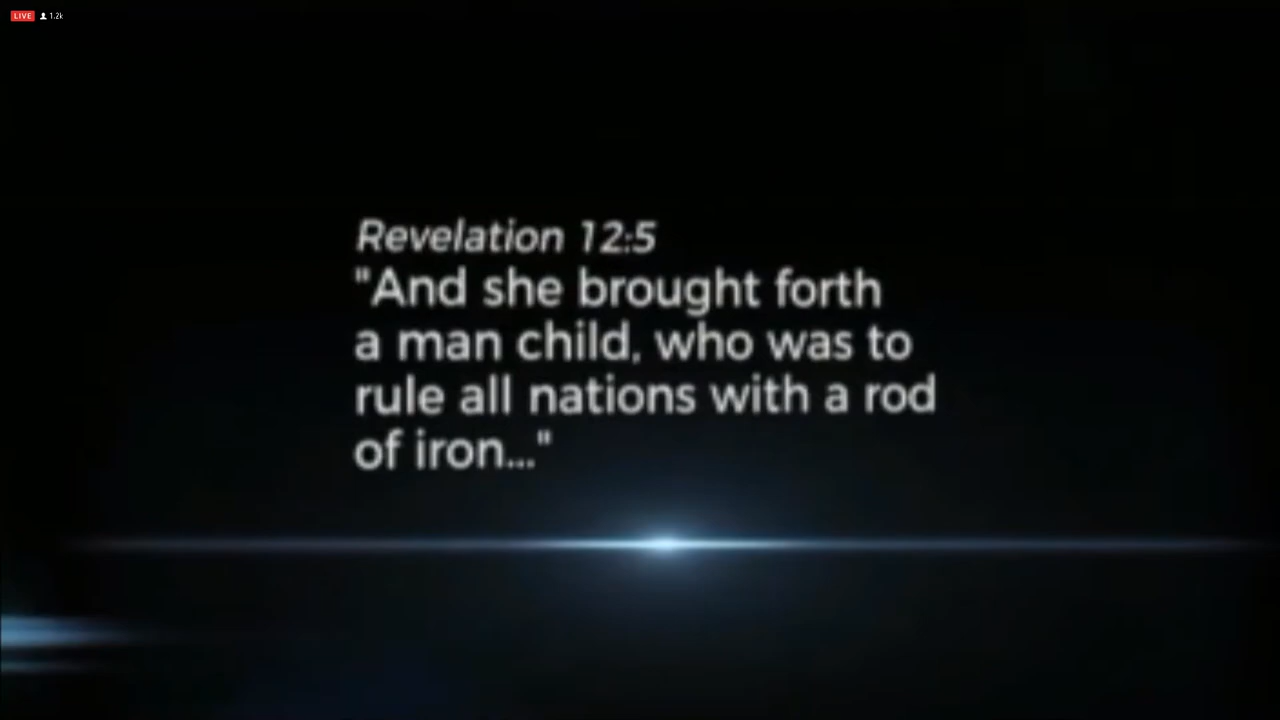 LIVE 1.2k
Revelation 12:5
"And she brought forth
a man child, who was to
rule all nations with a rod
of iron..."